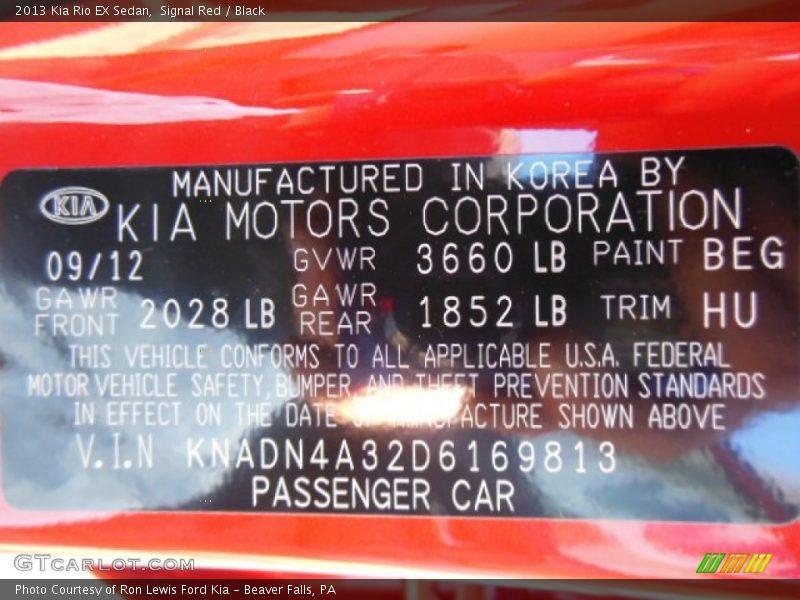 2013 Kia Rio EX Sedan, Signal Red / Black
MANUFACTURED IN KOREA BY
KIA KIA MOTORS CORPORATION
09/12 GVWR 3660 LB PAINT BEG
GAWR FRONT 2028 LB GAWR REAR 1852 LB TRIM HU
THIS VEHICLE CONFORMS TO ALL APPLICABLE U.S.A. FEDERAL
MOTOR VEHICLE SAFETY, BUMPER, AND THEFT PREVENTION STANDARDS
IN EFFECT ON THE DATE OF MANUFACTURE SHOWN ABOVE
V.I.N KNADN4A32D6169813
PASSENGER CAR
GTCARLOT.COM
Photo Courtesy of Ron Lewis Ford Kia - Beaver Falls, PA